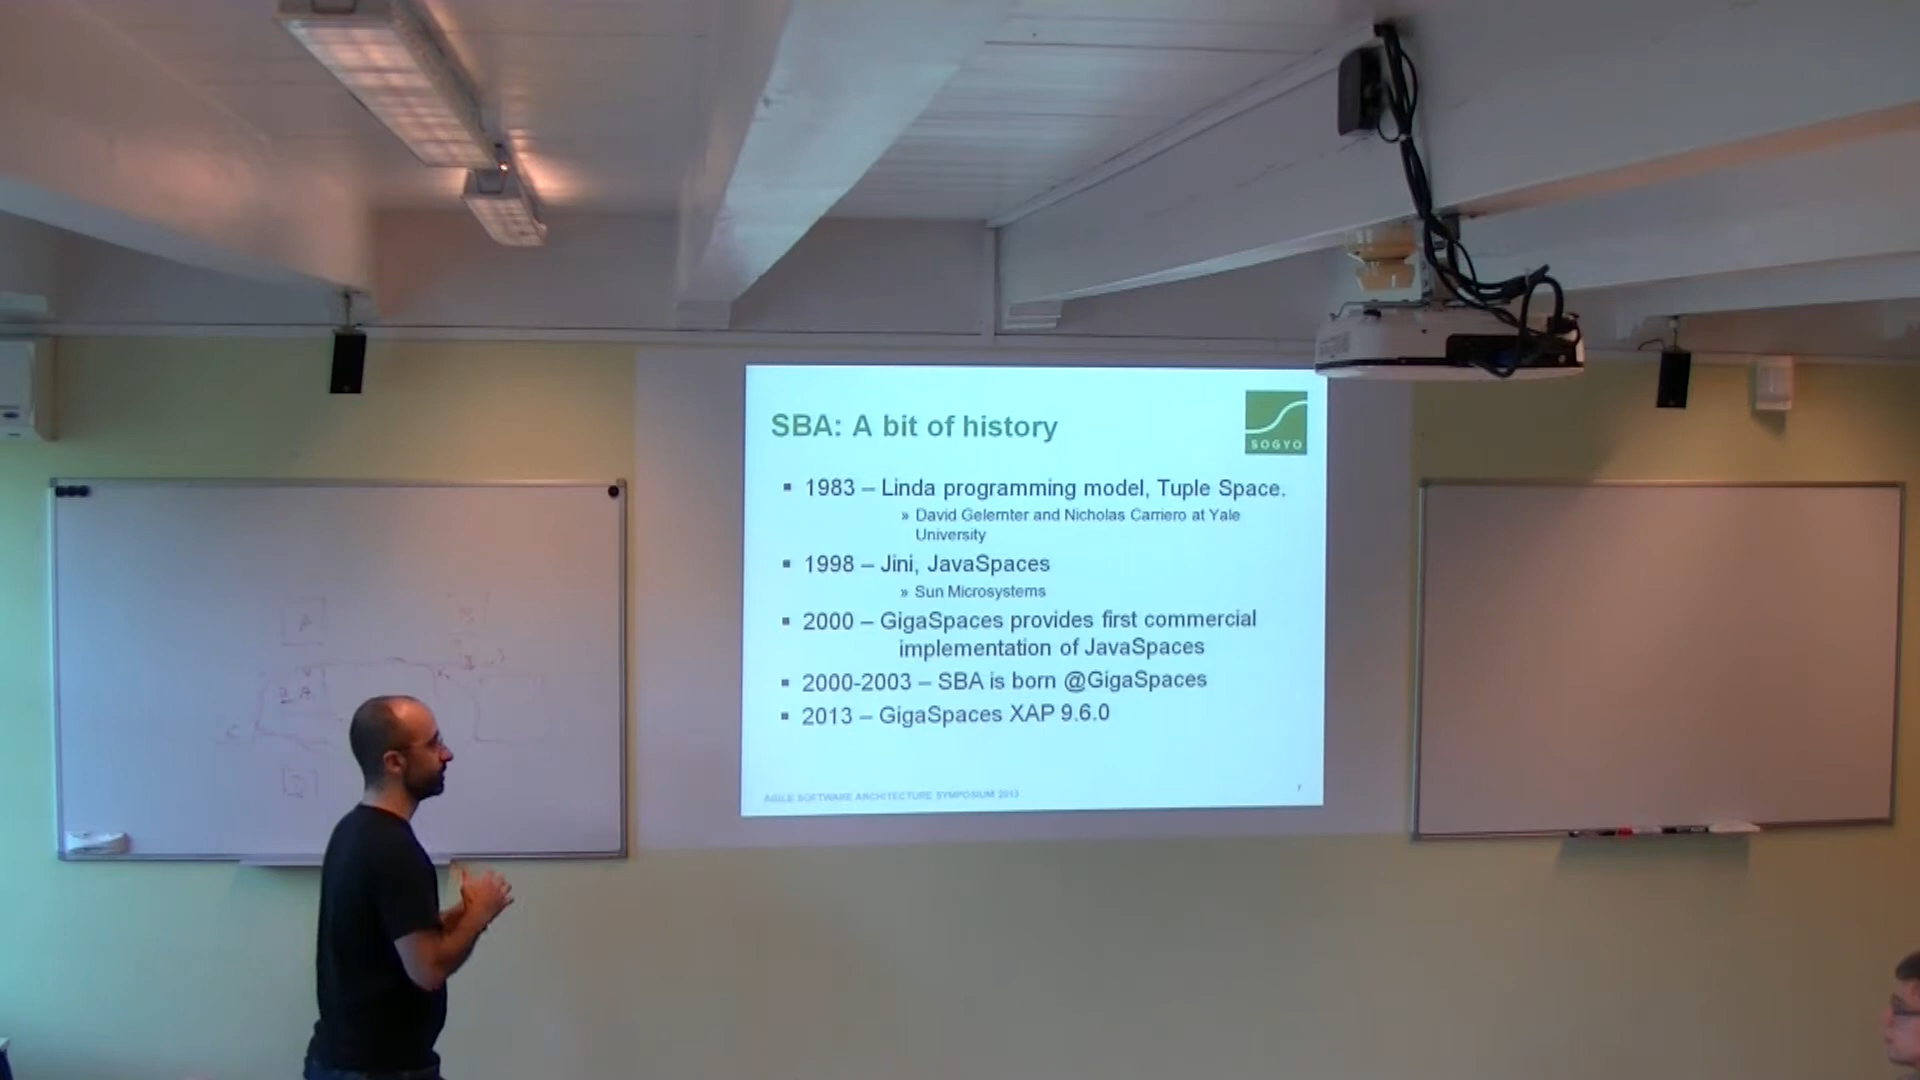 SBA: A bit of history
SOGYO
▪ 1983 – Linda programming model, Tuple Space.
» David Gelernter and Nicholas Carriero at Yale
University
▪ 1998 – Jini, JavaSpaces
» Sun Microsystems
▪ 2000 – GigaSpaces provides first commercial
implementation of JavaSpaces
▪ 2000-2003 – SBA is born @GigaSpaces
▪ 2013 – GigaSpaces XAP 9.6.0
AGILE SOFTWARE ARCHITECTURE SYMPOSIUM 2013